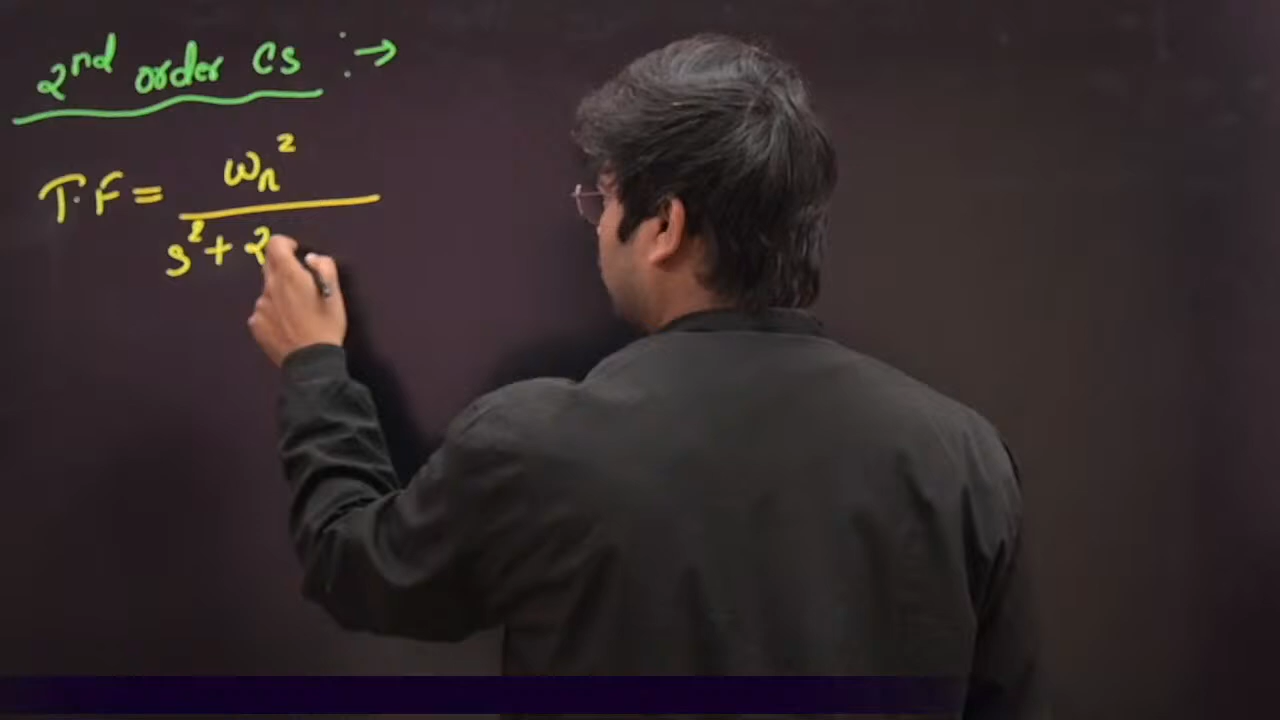 2nd order CS :→
T.F = ωn²
s² + 2